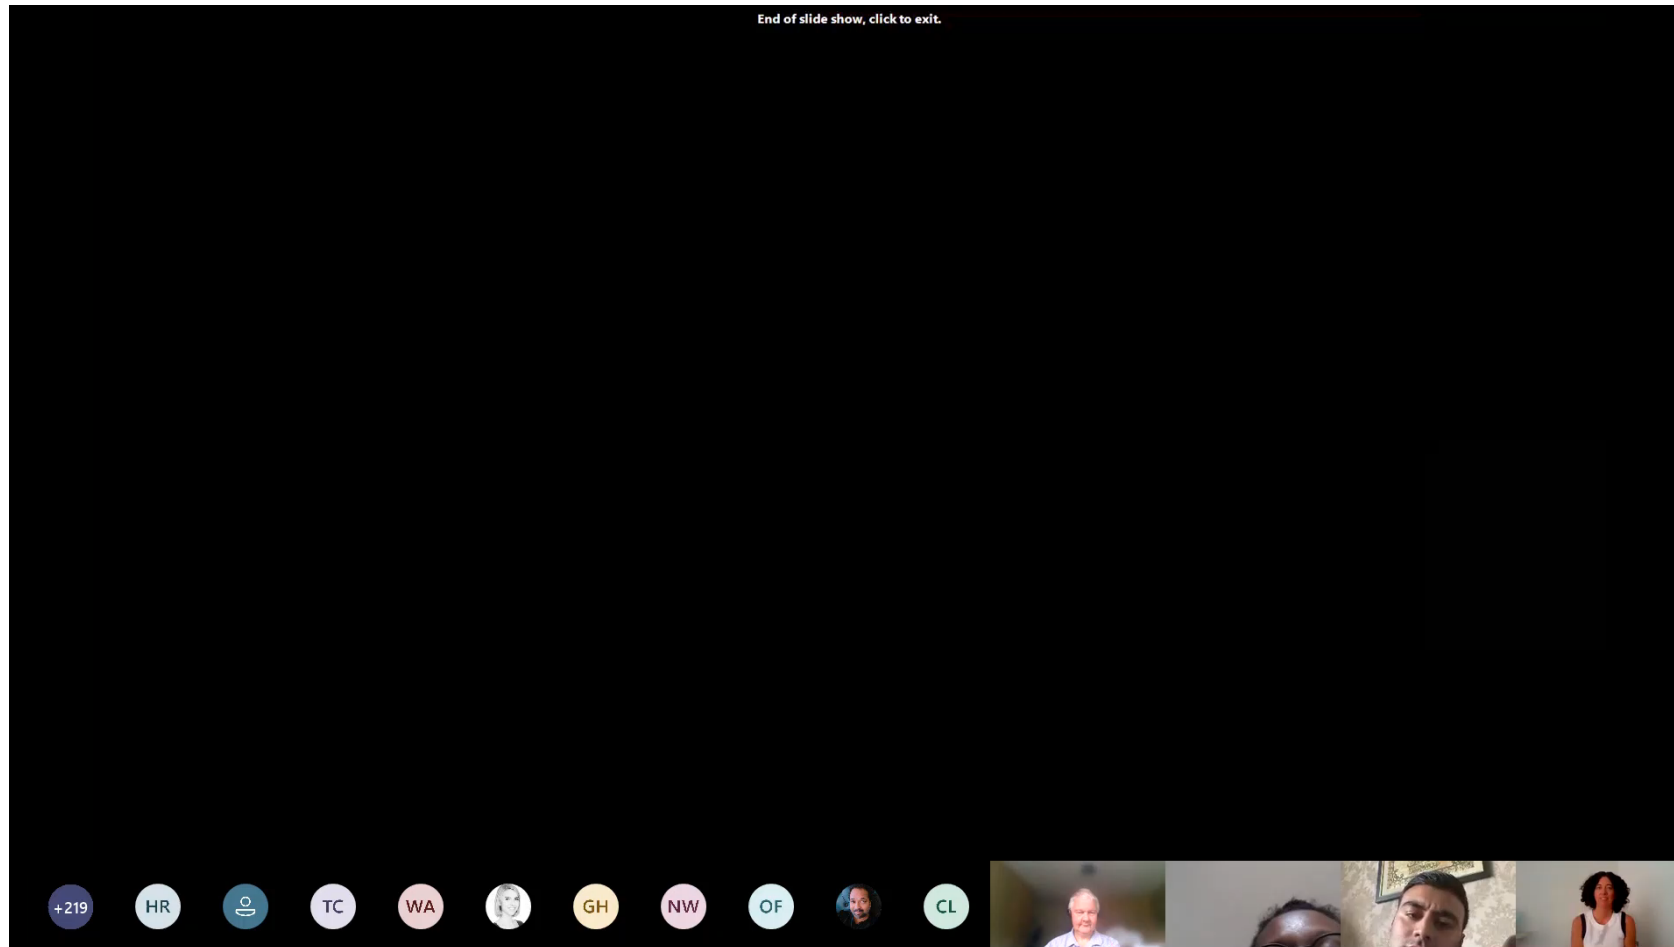 End of slide show, click to exit.
+219 HR TC WA GH NW OF CL